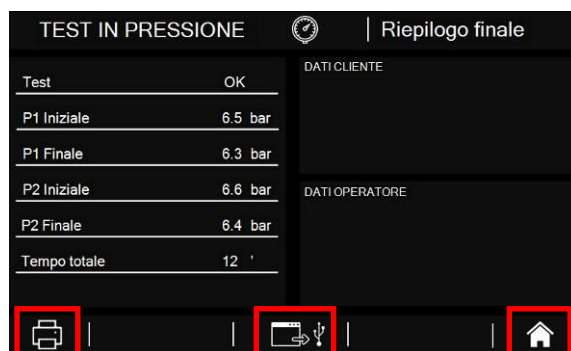 TEST IN PRESSIONE | Riepilogo finale
Test OK
P1 Iniziale 6.5 bar
P1 Finale 6.3 bar
P2 Iniziale 6.6 bar
P2 Finale 6.4 bar
Tempo totale 12 '
DATI CLIENTE
DATI OPERATORE